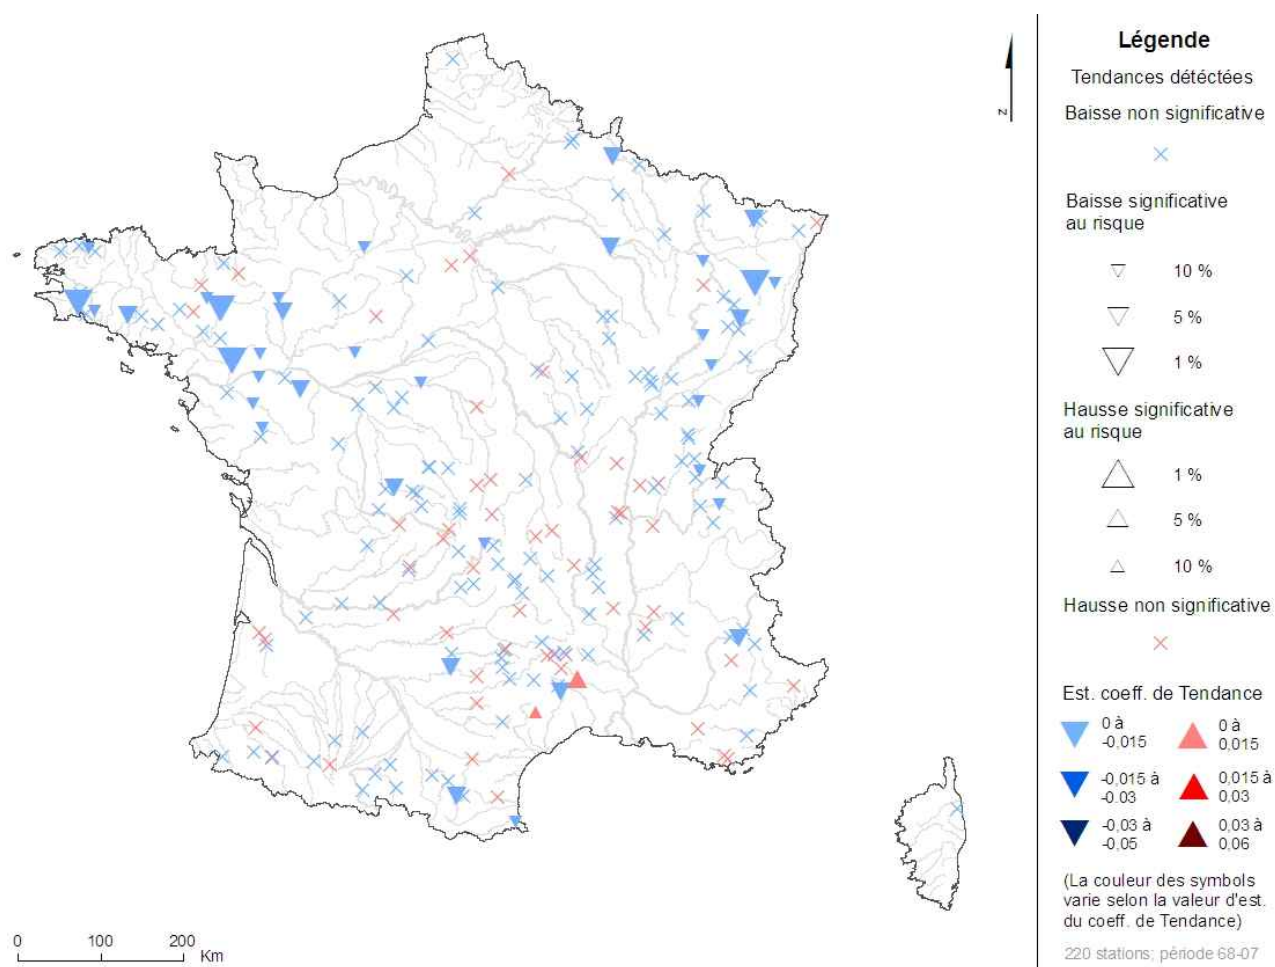 Légende
Tendances détéctées
Baisse non significative
Baisse significative
au risque
10 %
5 %
1 %
Hausse significative
au risque
1 %
5 %
10 %
Hausse non significative
Est. coeff. de Tendance
0 à
-0.015
0 à
0,015
-0,015 à
-0.03
0,015 à
0,03
-0,03 à
-0,05
0,03 à
0,06
(La couleur des symbols
varie selon la valeur d'est.
du coeff. de Tendance)
220 stations; période 68-07
N
0 100 200
Km